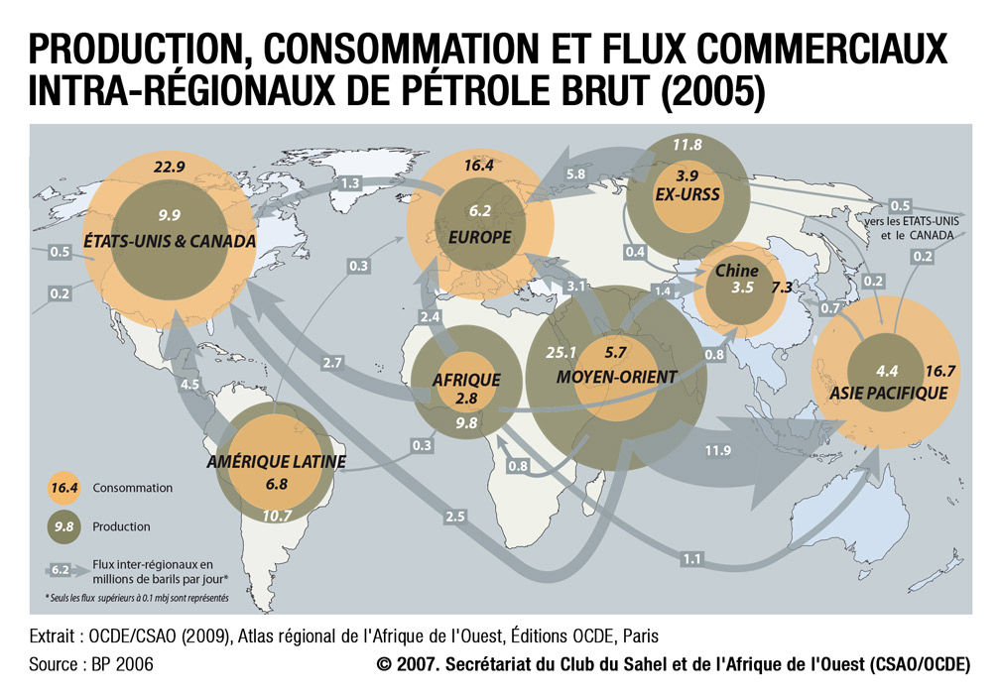 PRODUCTION, CONSOMMATION ET FLUX COMMERCIAUX
INTRA-RÉGIONAUX DE PÉTROLE BRUT (2005)
22.9
9.9
ÉTATS-UNIS & CANADA
1.3
16.4
6.2
EUROPE
5.8
11.8
3.9
EX-URSS
0.5
vers les ETATS-UNIS
et le CANADA
0.2
0.5
0.2
0.3
0.4
3.1
1.4
Chine
3.5
7.3
0.2
0.7
2.4
2.7
4.5
AFRIQUE
2.8
9.8
25.1
5.7
MOYEN-ORIENT
0.8
4.4
16.7
ASIE PACIFIQUE
AMÉRIQUE LATINE
6.8
10.7
0.3
0.8
11.9
2.5
1.1
16.4 Consommation
9.8 Production
6.2 Flux inter-régionaux en
millions de barils par jour*
* Seuls les flux supérieurs à 0.1 mbj sont représentés
Extrait : OCDE/CSAO (2009), Atlas régional de l'Afrique de l'Ouest, Éditions OCDE, Paris
Source : BP 2006
© 2007. Secrétariat du Club du Sahel et de l'Afrique de l'Ouest (CSAO/OCDE)